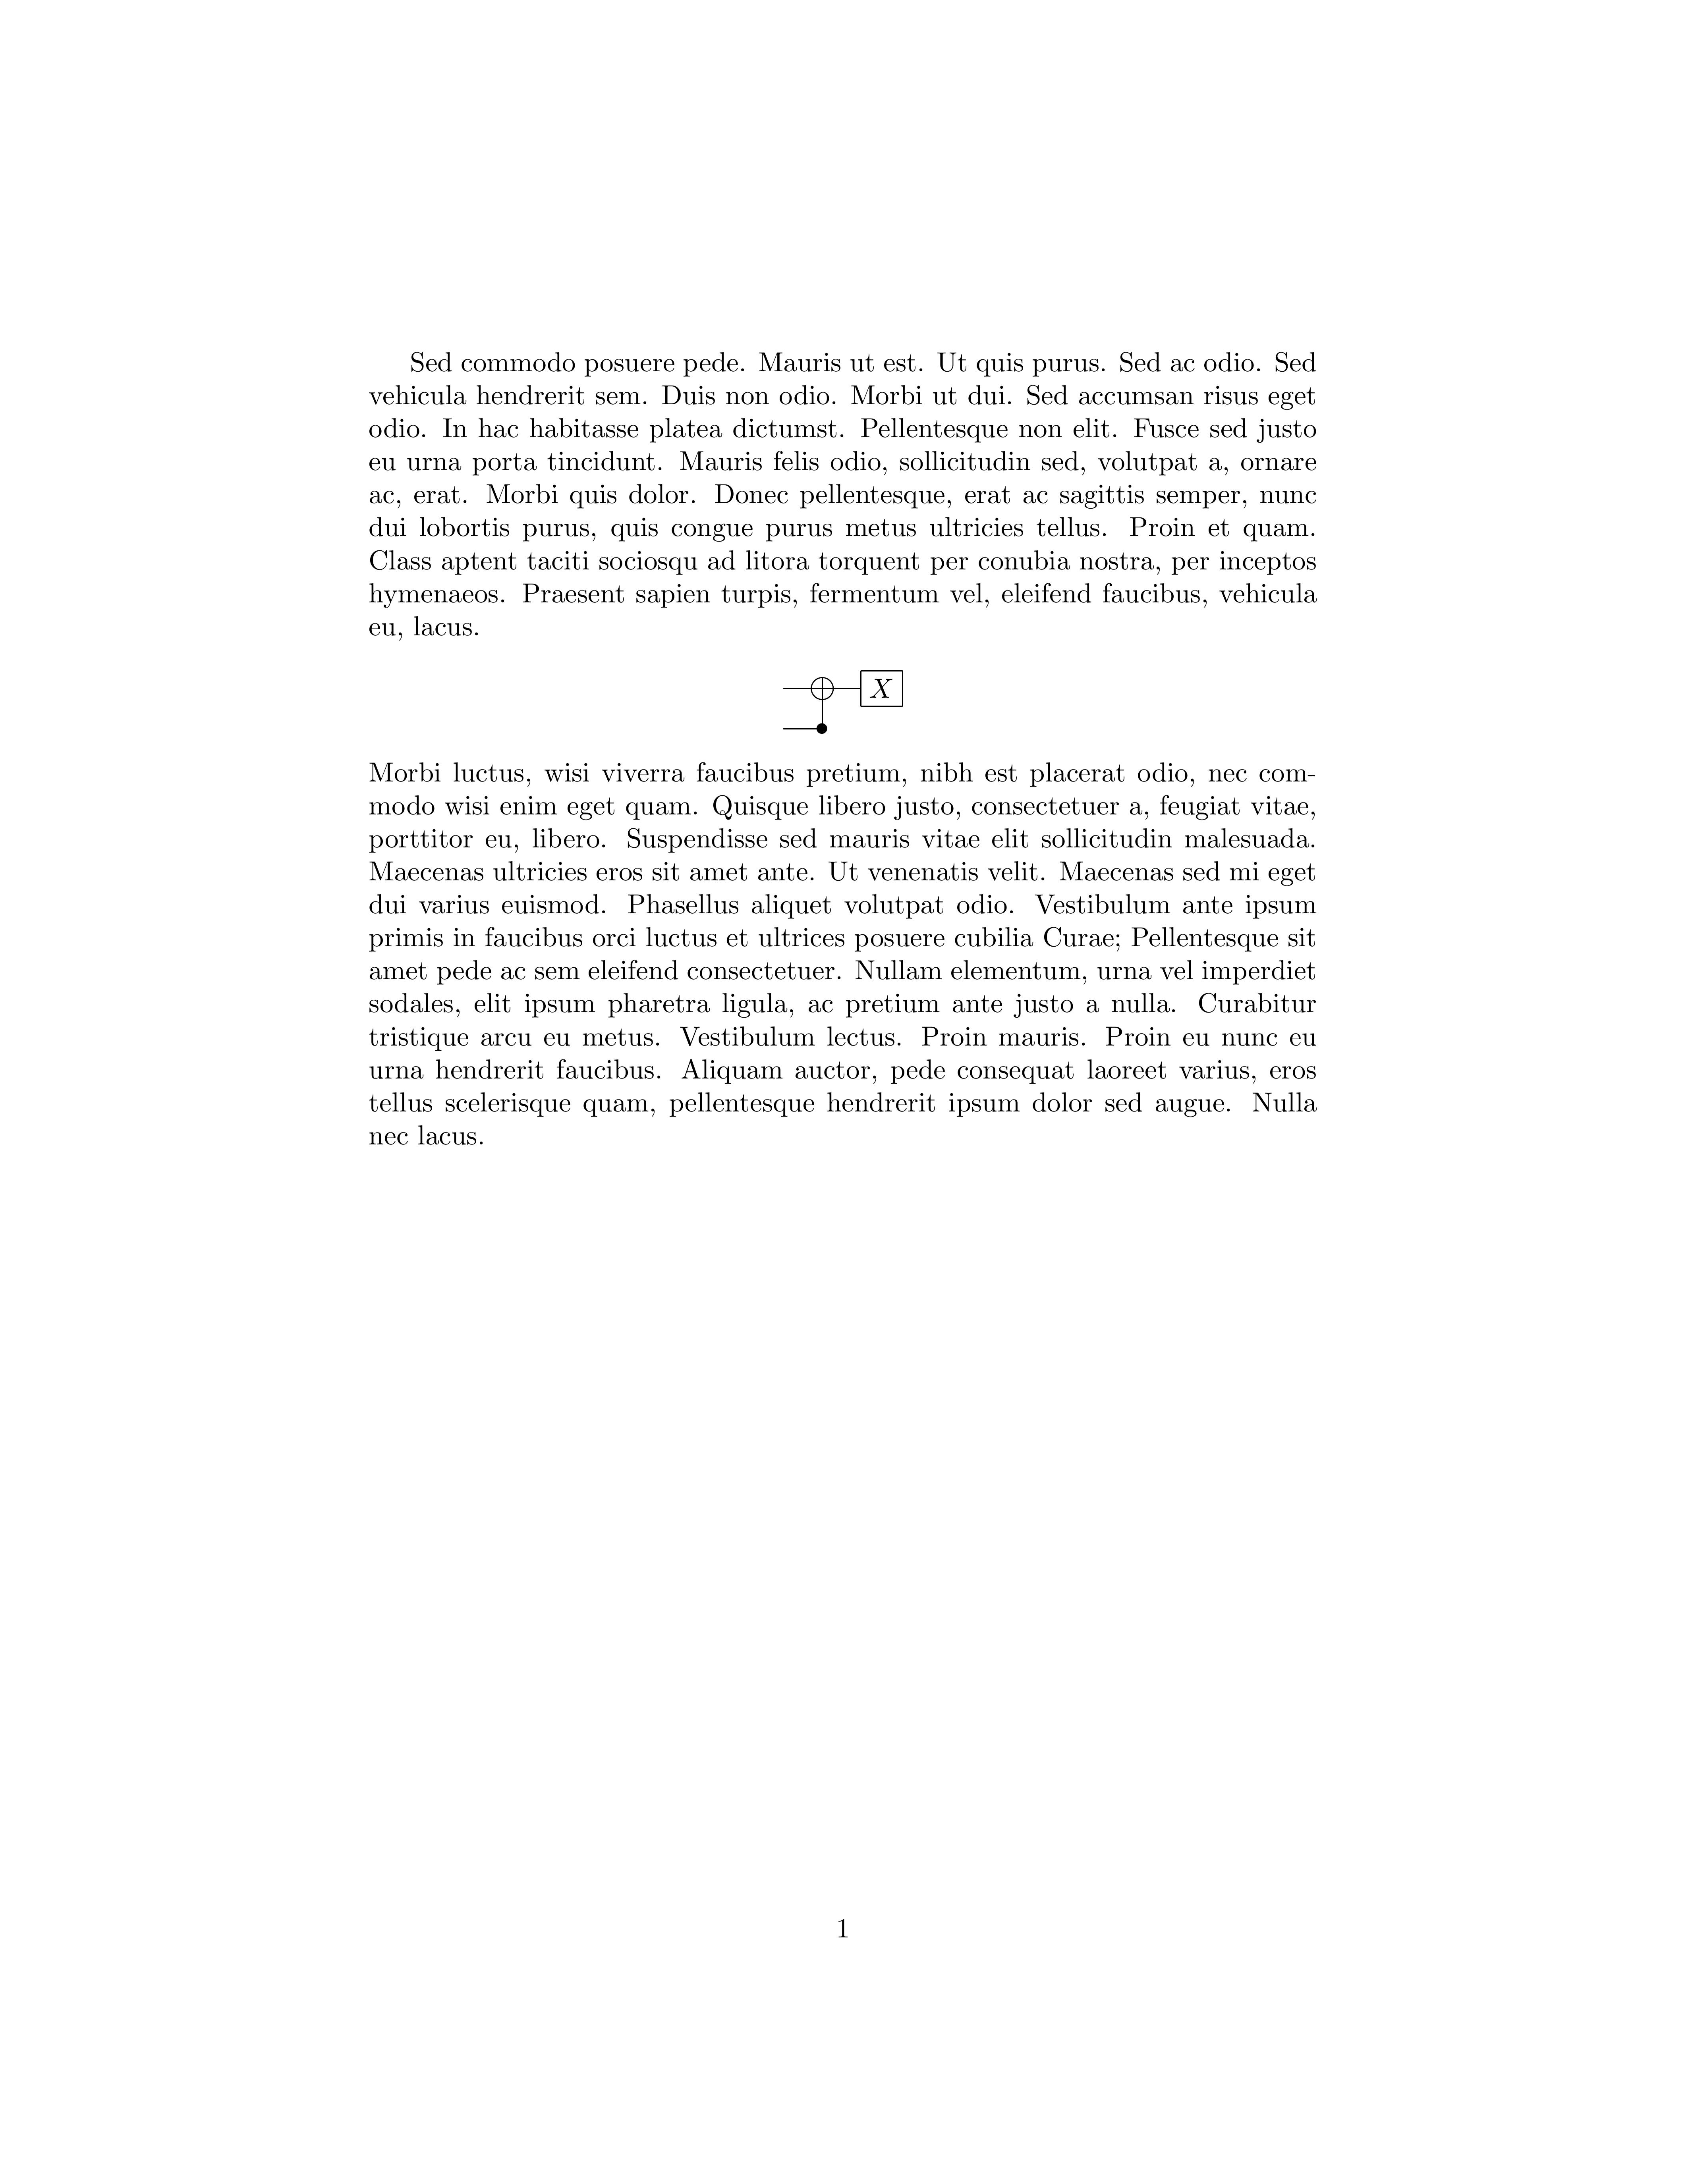 Sed commodo posuere pede. Mauris ut est. Ut quis purus. Sed ac odio. Sed
vehicula hendrerit sem. Duis non odio. Morbi ut dui. Sed accumsan risus eget
odio. In hac habitasse platea dictumst. Pellentesque non elit. Fusce sed justo
eu urna porta tincidunt. Mauris felis odio, sollicitudin sed, volutpat a, ornare
ac, erat. Morbi quis dolor. Donec pellentesque, erat ac sagittis semper, nunc
dui lobortis purus, quis congue purus metus ultricies tellus. Proin et quam.
Class aptent taciti sociosqu ad litora torquent per conubia nostra, per inceptos
hymenaeos. Praesent sapien turpis, fermentum vel, eleifend faucibus, vehicula
eu, lacus.
X
Morbi luctus, wisi viverra faucibus pretium, nibh est placerat odio, nec com-
modo wisi enim eget quam. Quisque libero justo, consectetuer a, feugiat vitae,
porttitor eu, libero. Suspendisse sed mauris vitae elit sollicitudin malesuada.
Maecenas ultricies eros sit amet ante. Ut venenatis velit. Maecenas sed mi eget
dui varius euismod. Phasellus aliquet volutpat odio. Vestibulum ante ipsum
primis in faucibus orci luctus et ultrices posuere cubilia Curae; Pellentesque sit
amet pede ac sem eleifend consectetuer. Nullam elementum, urna vel imperdiet
sodales, elit ipsum pharetra ligula, ac pretium ante justo a nulla. Curabitur
tristique arcu eu metus. Vestibulum lectus. Proin mauris. Proin eu nunc eu
urna hendrerit faucibus. Aliquam auctor, pede consequat laoreet varius, eros
tellus scelerisque quam, pellentesque hendrerit ipsum dolor sed augue. Nulla
nec lacus.
1